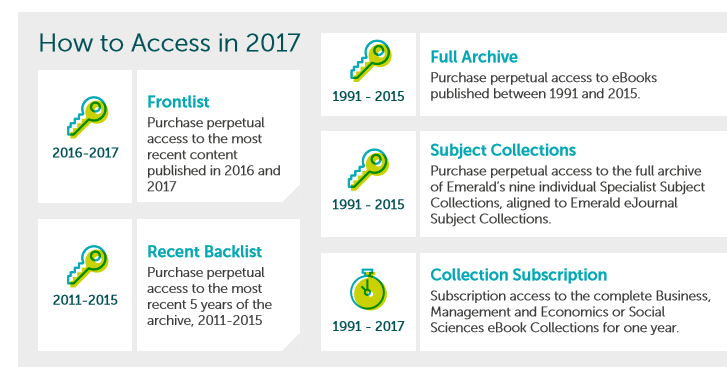 How to Access in 2017
2016-2017
Frontlist
Purchase perpetual
access to the most
recent content
published in 2016 and
2017
2011-2015
Recent Backlist
Purchase perpetual
access to the most
recent 5 years of the
archive, 2011-2015
1991 - 2015
Full Archive
Purchase perpetual access to eBooks
published between 1991 and 2015.
1991 - 2015
Subject Collections
Purchase perpetual access to the full archive
of Emerald's nine individual Specialist Subject
Collections, aligned to Emerald eJournal
Subject Collections.
1991 - 2017
Collection Subscription
Subscription access to the complete Business,
Management and Economics or Social
Sciences eBook Collections for one year.